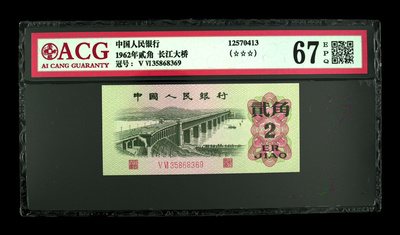 ACG
AI CANG GUARANTY
中国人民银行
1962年贰角 长江大桥
冠号: V VI35868369
12570413
(☆☆☆)
67 EPQ
中国人民银行
贰角
2
ER
JIAO
V VI 35868369